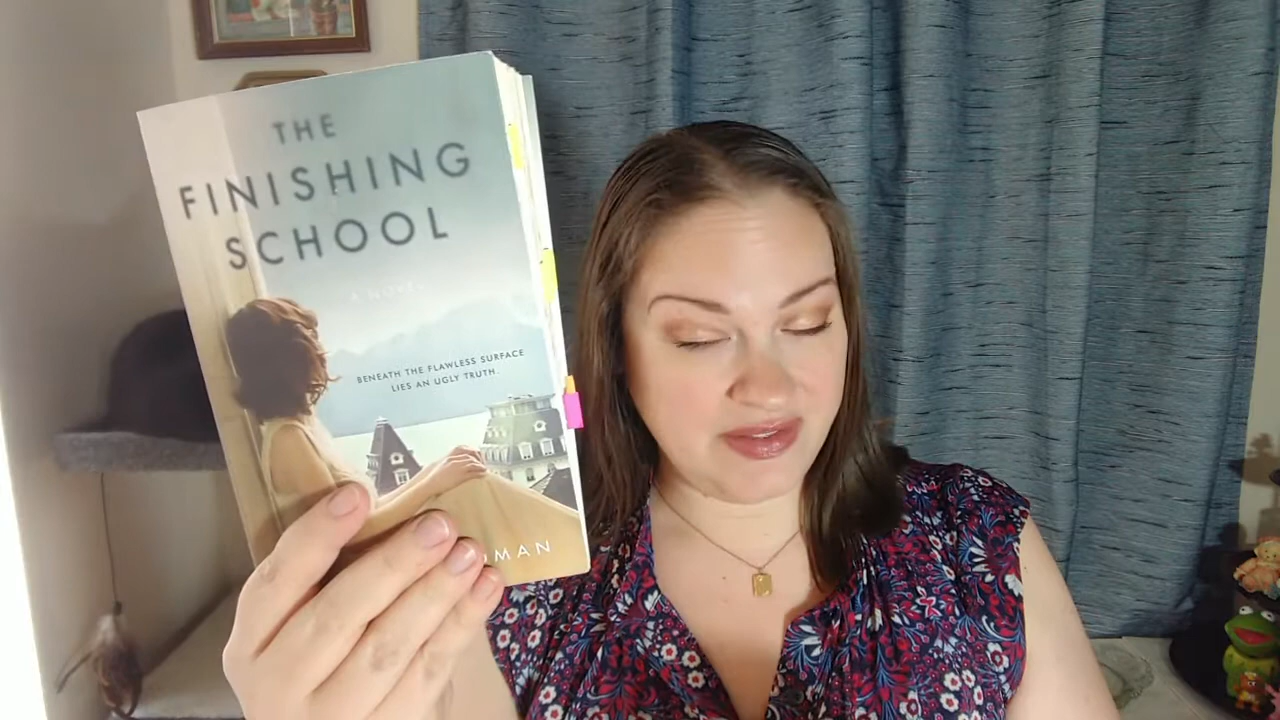 THE
FINISHING
SCHOOL
A NOVEL
BENEATH THE FLAWLESS SURFACE
LIES AN UGLY TRUTH.